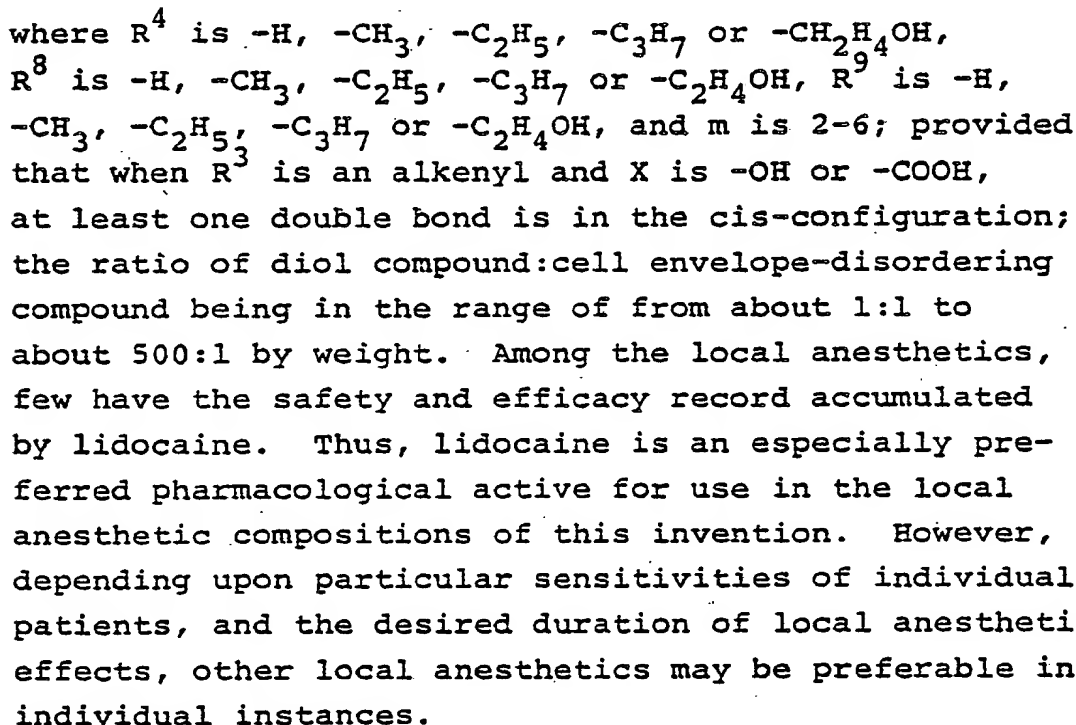 where R⁴ is -H, -CH₃, -C₂H₅, -C₃H₇ or -CH₂H₄OH,
R⁸ is -H, -CH₃, -C₂H₅, -C₃H₇ or -C₂H₄OH, R⁹ is -H,
-CH₃, -C₂H₅, -C₃H₇ or -C₂H₄OH, and m is 2-6; provided
that when R³ is an alkenyl and X is -OH or -COOH,
at least one double bond is in the cis-configuration;
the ratio of diol compound:cell envelope-disordering
compound being in the range of from about 1:1 to
about 500:1 by weight. Among the local anesthetics,
few have the safety and efficacy record accumulated
by lidocaine. Thus, lidocaine is an especially pre-
ferred pharmacological active for use in the local
anesthetic compositions of this invention. However,
depending upon particular sensitivities of individual
patients, and the desired duration of local anestheti
effects, other local anesthetics may be preferable in
individual instances.